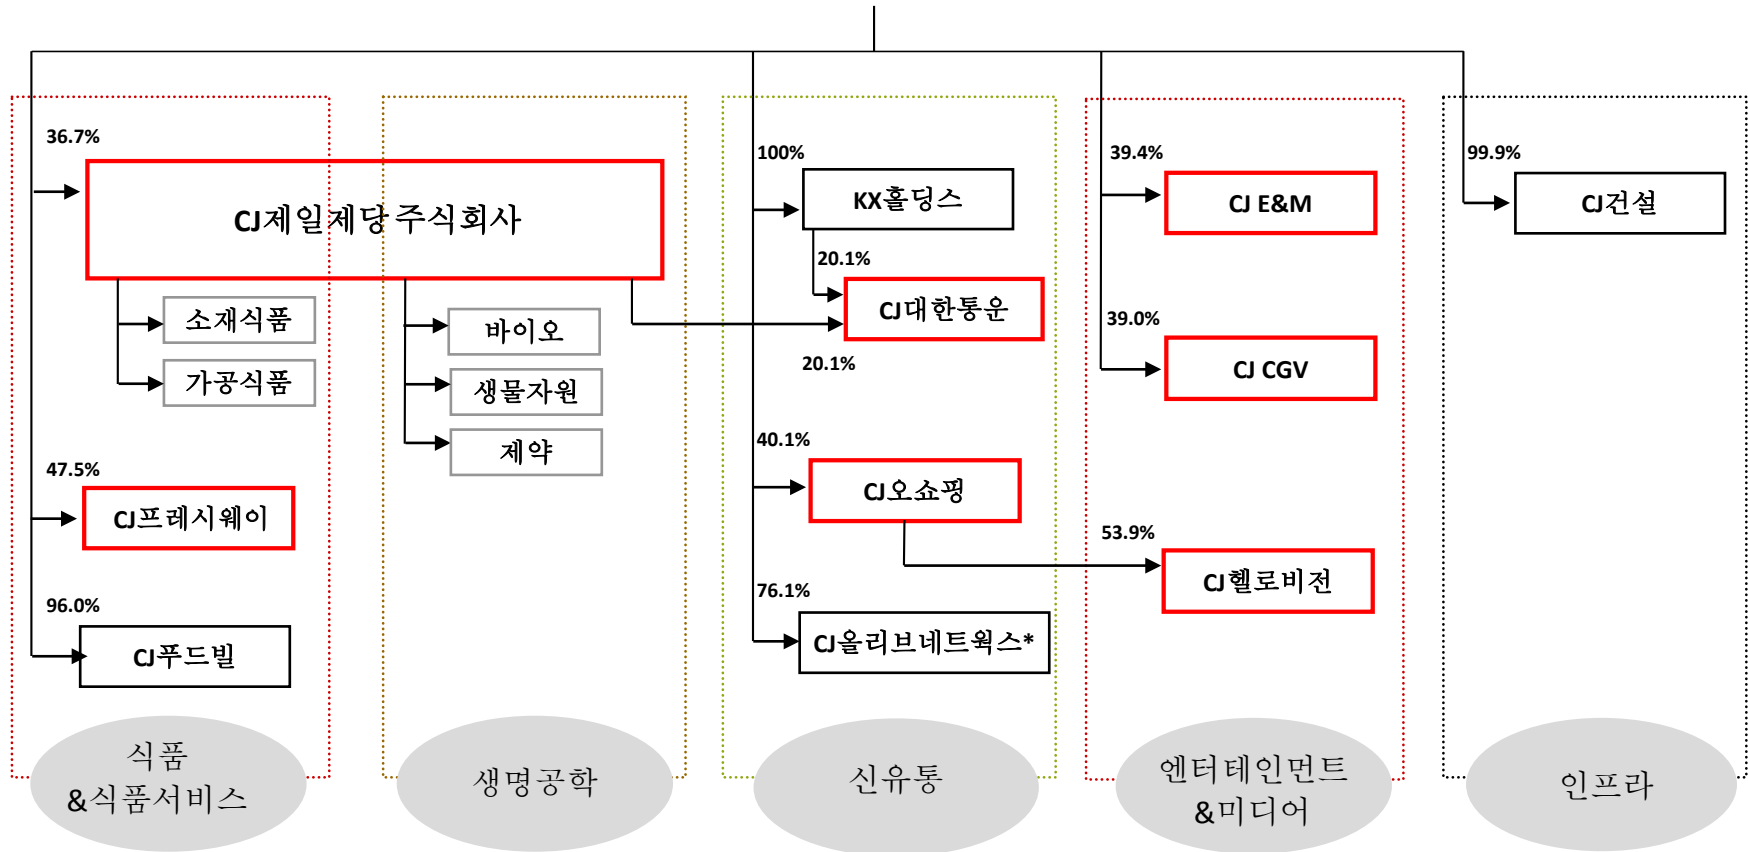 36.7%
CJ제일제당 주식회사
소재식품
가공식품
47.5%
CJ프레시웨이
96.0%
CJ푸드빌
식품
&식품서비스
바이오
생물자원
제약
생명공학
100%
KX홀딩스
20.1%
CJ대한통운
20.1%
40.1%
CJ오쇼핑
76.1%
CJ올리브네트웍스*
신유통
39.4%
CJ E&M
39.0%
CJ CGV
53.9%
CJ헬로비전
엔터테인먼트
&미디어
99.9%
CJ건설
인프라